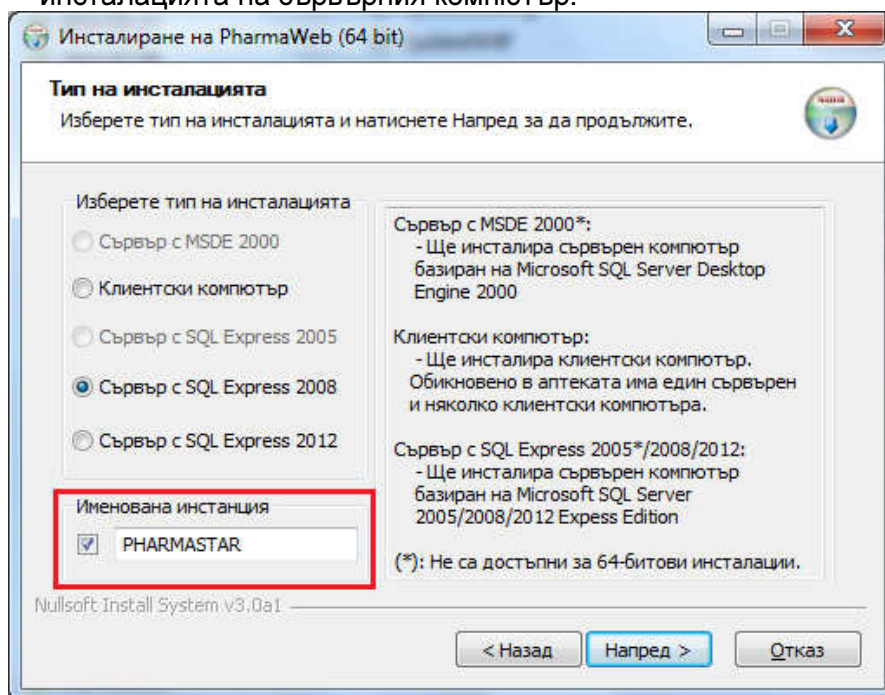 инсталацията на сървърния компютър.
Инсталиране на PharmaWeb (64 bit)
Тип на инсталацията
Изберете тип на инсталацията и натиснете Напред за да продължите.
Изберете тип на инсталацията
Сървър с MSDE 2000
Клиентски компютър
Сървър с SQL Express 2005
Сървър с SQL Express 2008
Сървър с SQL Express 2012
Именована инстанция
PHARMASTAR
Сървър с MSDE 2000*:
- Ще инсталира сървърен компютър
базиран на Microsoft SQL Server Desktop
Engine 2000
Клиентски компютър:
- Ще инсталира клиентски компютър.
Обикновено в аптеката има един сървърен
и няколко клиентски компютъра.
Сървър с SQL Express 2005*/2008/2012:
- Ще инсталира сървърен компютър
базиран на Microsoft SQL Server
2005/2008/2012 Expess Edition
(*): Не са достъпни за 64-битови инсталации.
Nullsoft Install System v3.0a1
< Назад
Напред >
Отказ